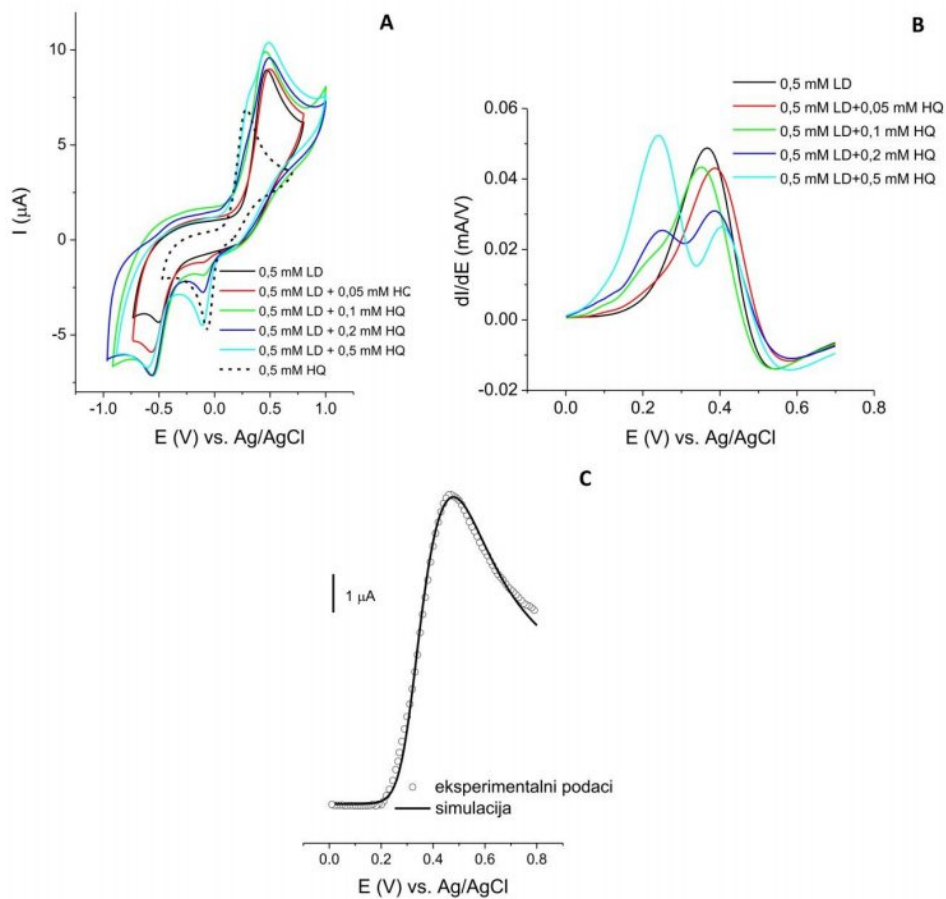 A
10
5
0
-5
I (μA)
0,5 mM LD
0,5 mM LD + 0,05 mM HQ
0,5 mM LD + 0,1 mM HQ
0,5 mM LD + 0,2 mM HQ
0,5 mM LD + 0,5 mM HQ
0,5 mM HQ
-1.0 -0.5 0.0 0.5 1.0
E (V) vs. Ag/AgCl
B
0,5 mM LD
0,5 mM LD+0,05 mM HQ
0,5 mM LD+0,1 mM HQ
0,5 mM LD+0,2 mM HQ
0,5 mM LD+0,5 mM HQ
0.06
0.04
0.02
0.00
-0.02
dI/dE (mA/V)
0.0 0.2 0.4 0.6 0.8
E (V) vs. Ag/AgCl
C
1 μA
eksperimentalni podaci
simulacija
0.0 0.2 0.4 0.6 0.8
E (V) vs. Ag/AgCl